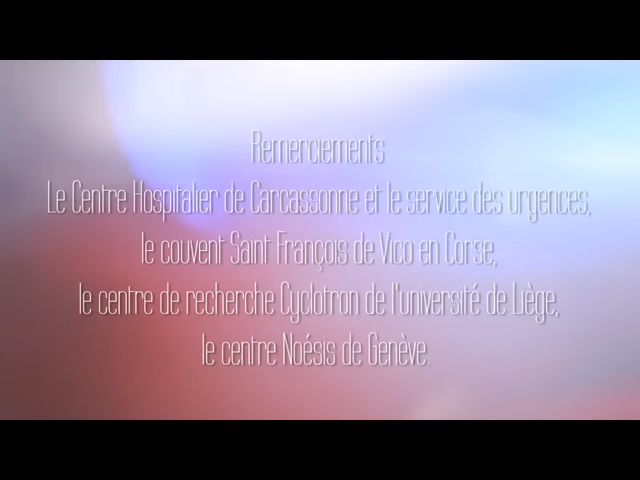 Remerciements
Le Centre Hospitalier de Carcassonne et le service des urgences,
le couvent Saint François de Vico en Corse,
le centre de recherche Cyclotron de l'université de Liège,
le centre Noésis de Genève.